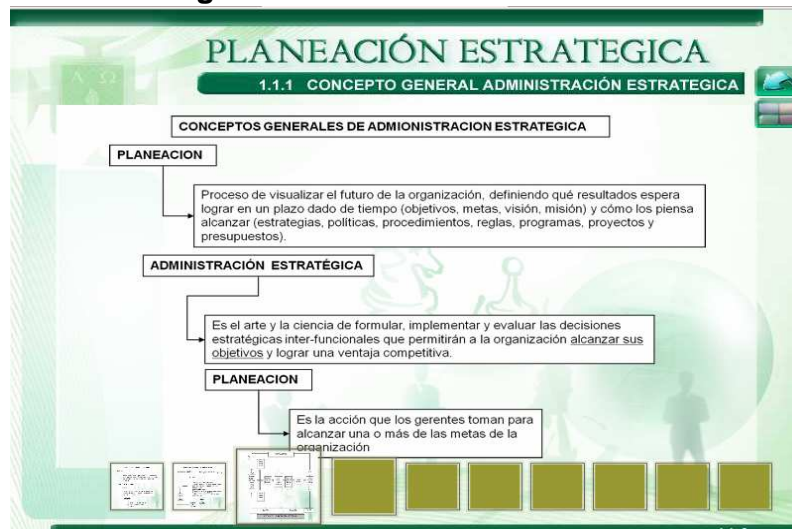 PLANEACIÓN ESTRATEGICA
1.1.1 CONCEPTO GENERAL ADMINISTRACIÓN ESTRATEGICA
CONCEPTOS GENERALES DE ADMIONISTRACION ESTRATEGICA
PLANEACION
Proceso de visualizar el futuro de la organización, definiendo qué resultados espera
lograr en un plazo dado de tiempo (objetivos, metas, visión, misión) y cómo los piensa
alcanzar (estrategias, políticas, procedimientos, reglas, programas, proyectos y
presupuestos).
ADMINISTRACIÓN ESTRATÉGICA
Es el arte y la ciencia de formular, implementar y evaluar las decisiones
estratégicas inter-funcionales que permitirán a la organización alcanzar sus
objetivos y lograr una ventaja competitiva.
PLANEACION
Es la acción que los gerentes toman para
alcanzar una o más de las metas de la
organización